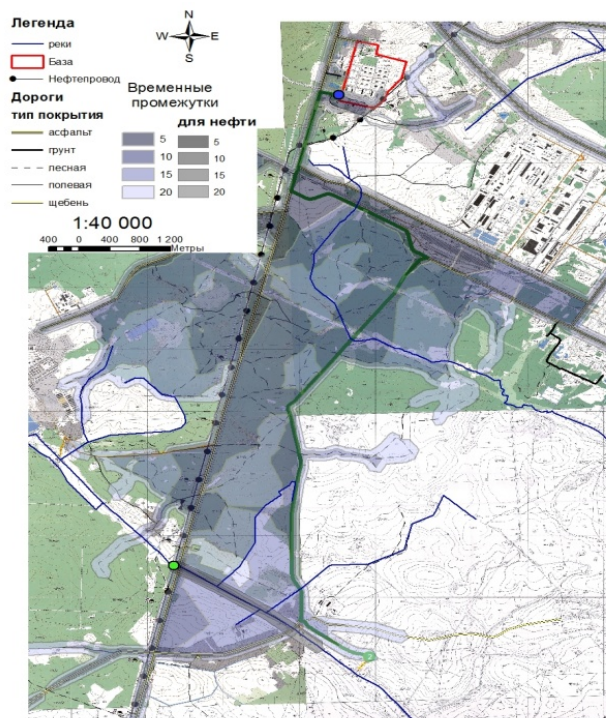 Легенда
реки
База
Нефтепровод
Дороги
тип покрытия
асфальт
грунт
лесная
полевая
щебень
N
W
E
S
Временные
промежутки
для нефти
5
10
15
20
5
10
15
20
1:40 000
400 0 400 800 1 200
Метры